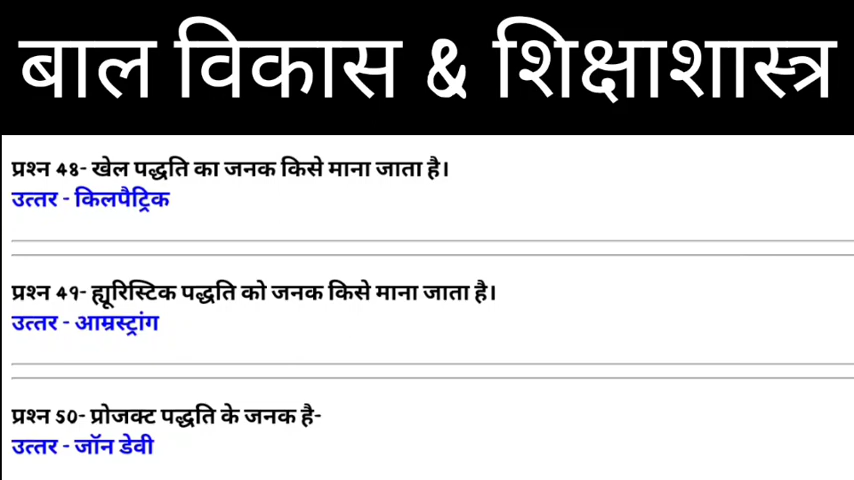 बाल विकास & शिक्षाशास्त्र
प्रश्न 48- खेल पद्धति का जनक किसे माना जाता है।
उत्तर - किलपैट्रिक
प्रश्न 49- ह्यूरिस्टिक पद्धति को जनक किसे माना जाता है।
उत्तर - आम्रस्ट्रांग
प्रश्न 50- प्रोजक्ट पद्धति के जनक है-
उत्तर - जॉन डेवी